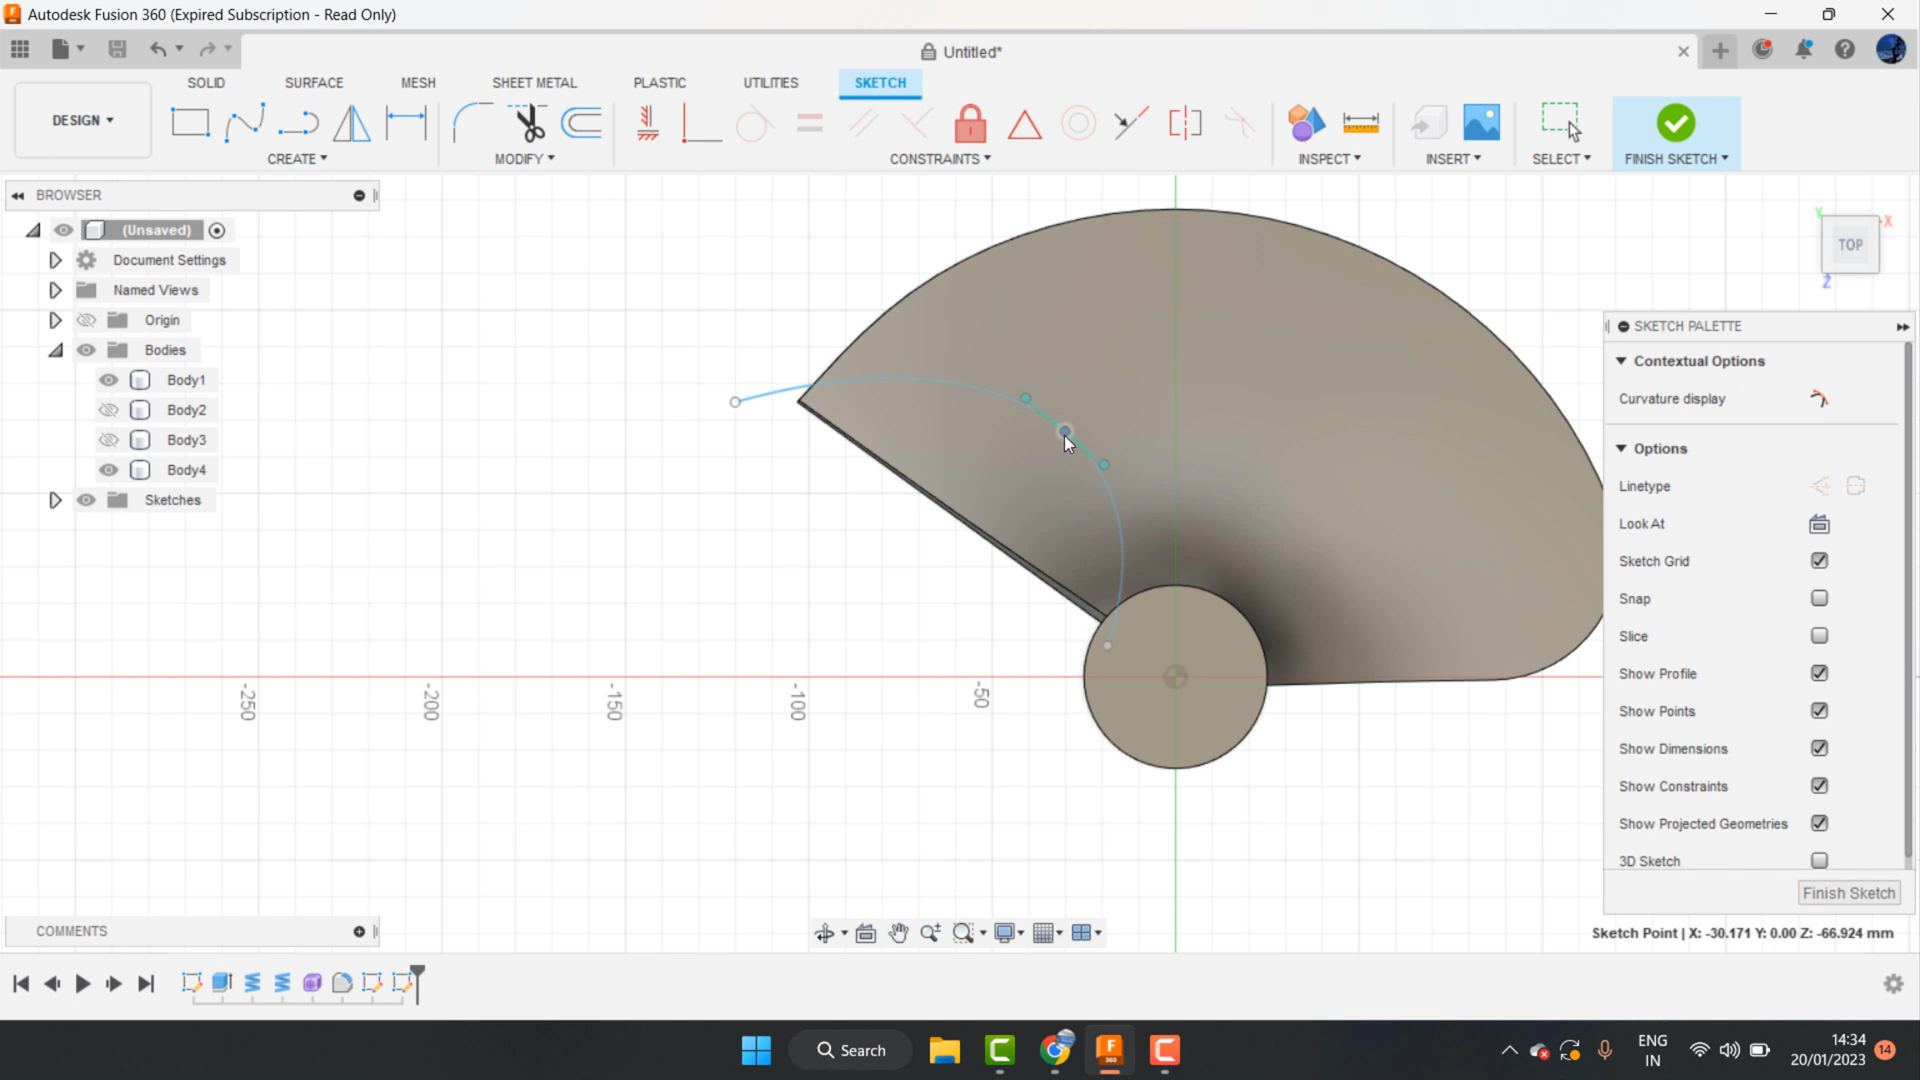 Autodesk Fusion 360 (Expired Subscription - Read Only)
Untitled*
SOLID SURFACE MESH SHEET METAL PLASTIC UTILITIES SKETCH
DESIGN
CREATE MODIFY CONSTRAINTS INSPECT INSERT SELECT FINISH SKETCH
BROWSER
(Unsaved)
Document Settings
Named Views
Origin
Bodies
Body1
Body2
Body3
Body4
Sketches
TOP
X
Y
Z
SKETCH PALETTE
Contextual Options
Curvature display
Options
Linetype
Look At
Sketch Grid
Snap
Slice
Show Profile
Show Points
Show Dimensions
Show Constraints
Show Projected Geometries
3D Sketch
Finish Sketch
-250
-200
-150
-100
-50
COMMENTS
Sketch Point | X: -30.171 Y: 0.00 Z: -66.924 mm
Search
F
360
C
C
ENG
IN
14:34
20/01/2023
14